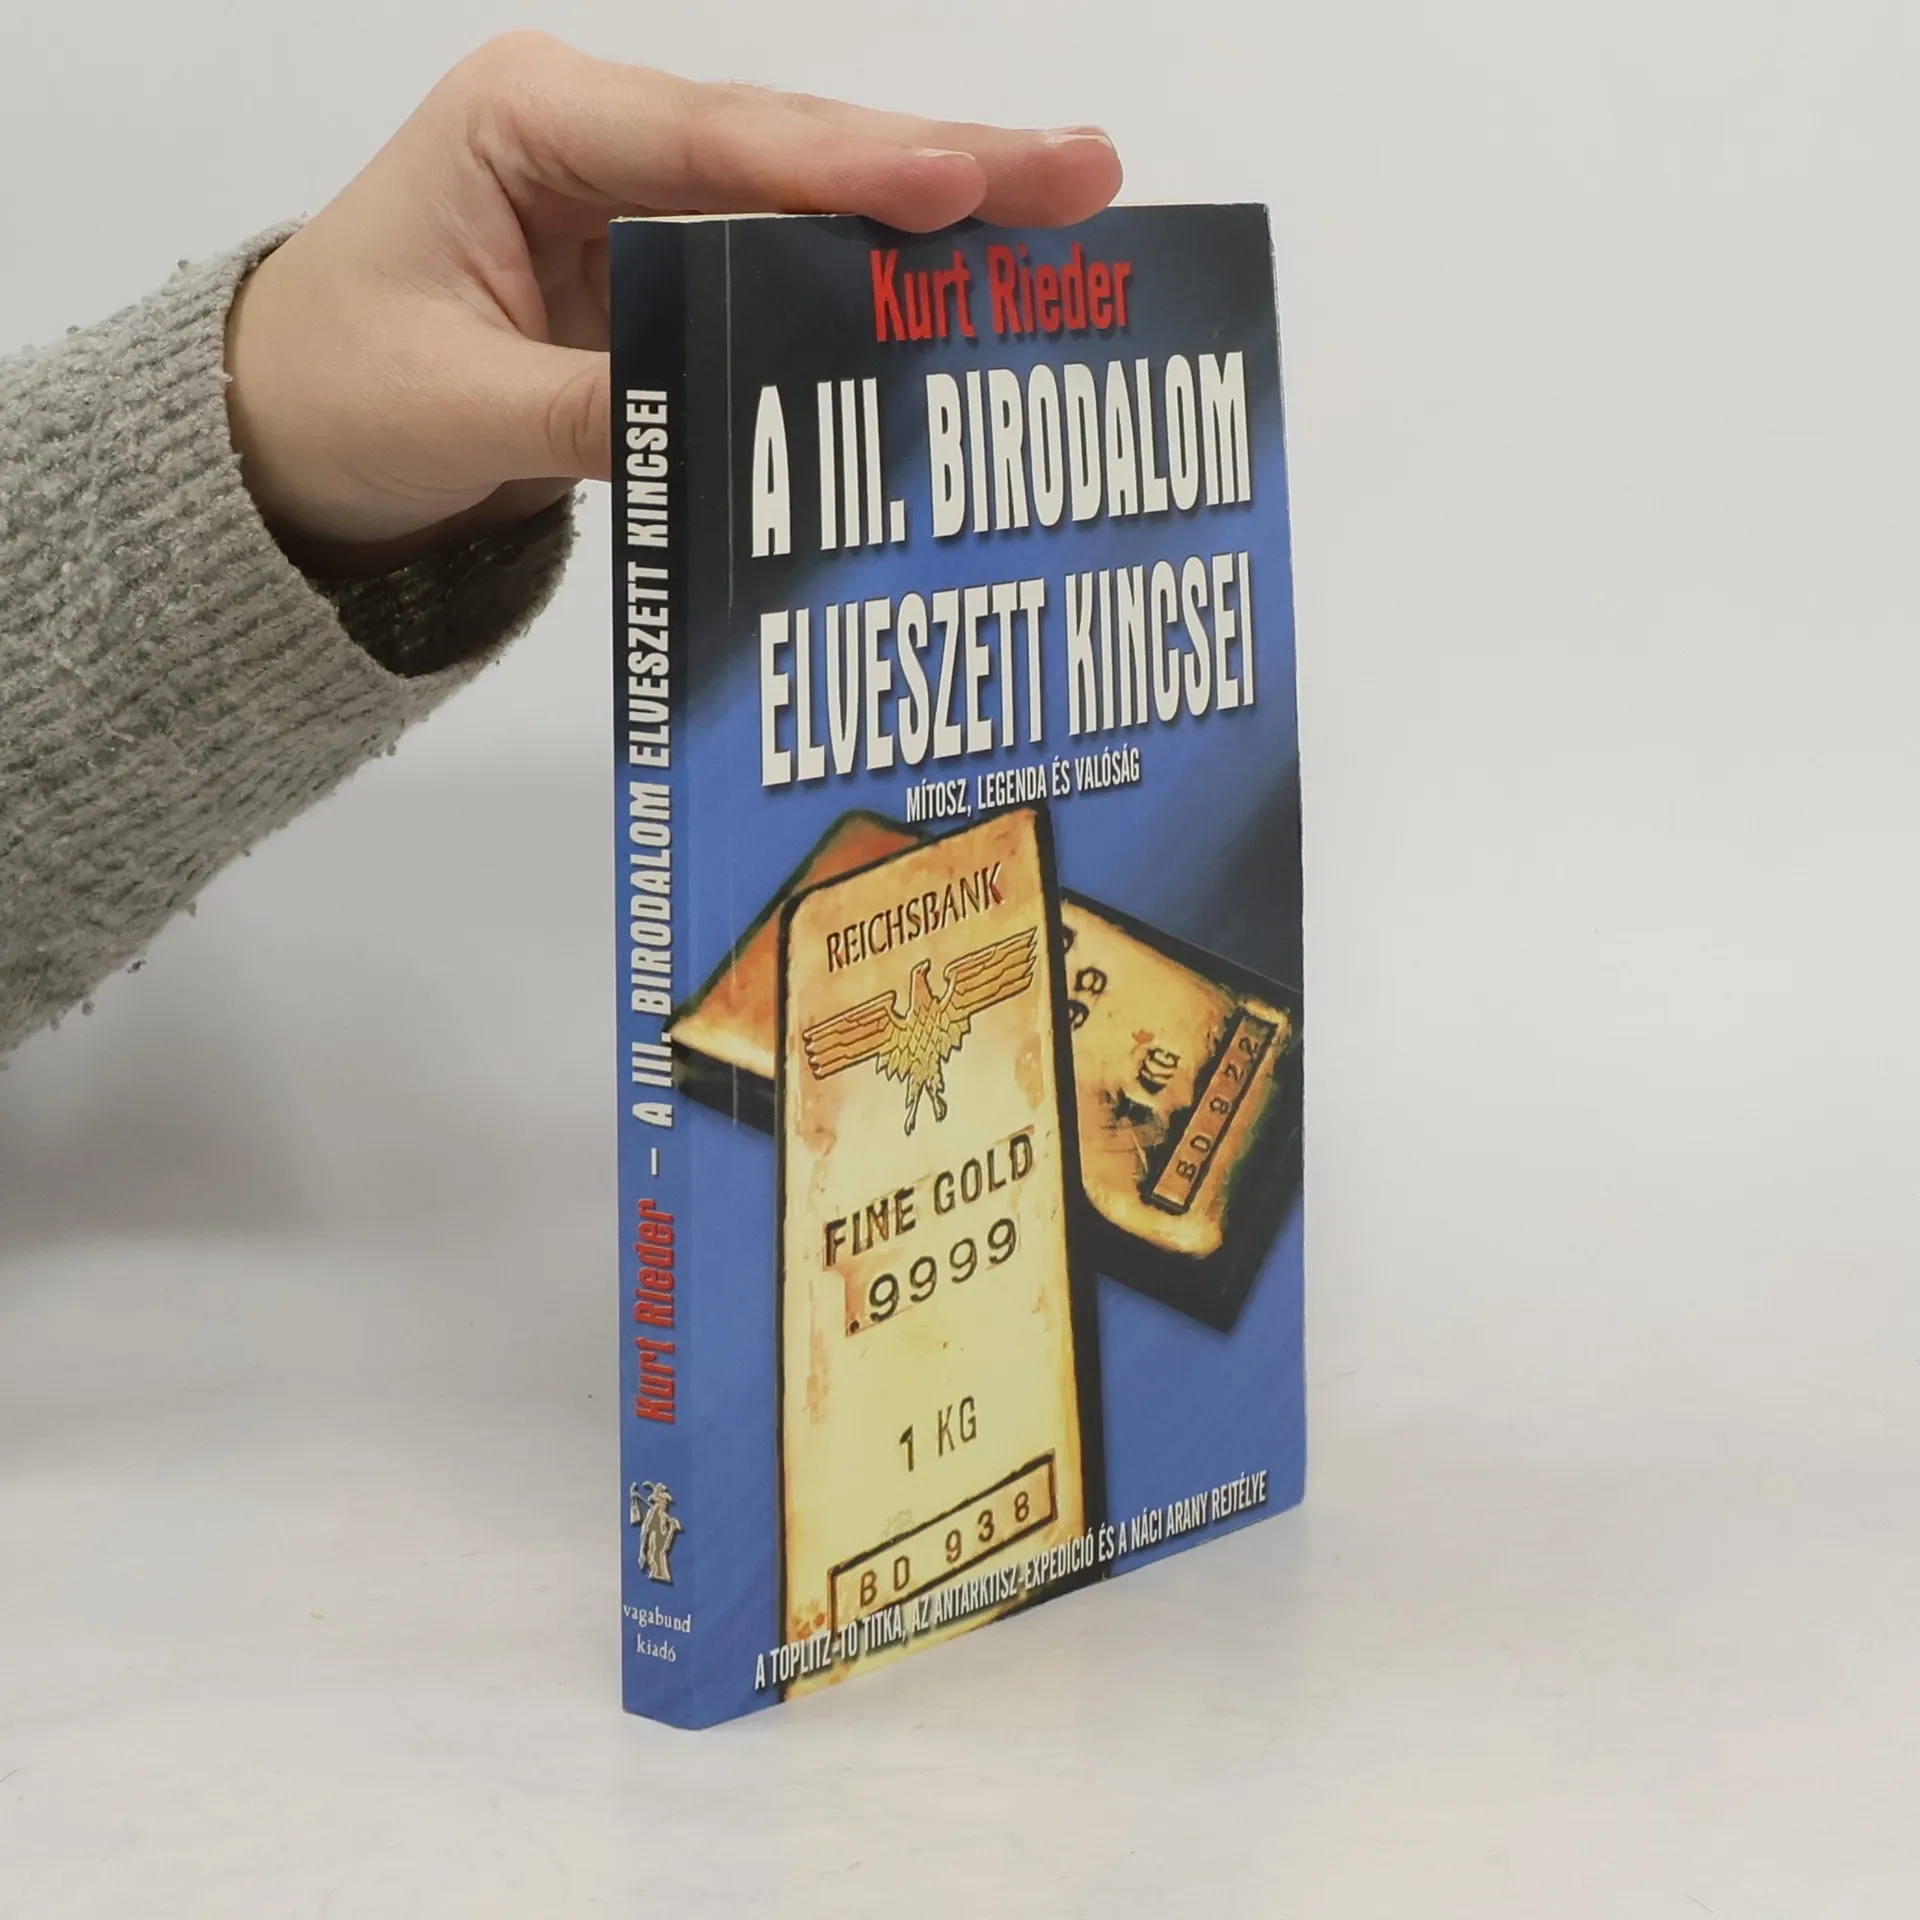 Kurt Rieder
A III. BIRODALOM
ELVESZETT KINCSEI
MÍTOSZ, LEGENDA ÉS VALÓSÁG
REICHSBANK
FINE GOLD
.9999
1 KG
BD 938
KG
BD 922
A TOPLITZ-TÓ TITKA, AZ ANTARKTISZ-EXPEDÍCIÓ ÉS A NÁCI ARANY REJTÉLYE
Kurt Rieder – A III. BIRODALOM ELVESZETT KINCSEI
vagabund
kiadó